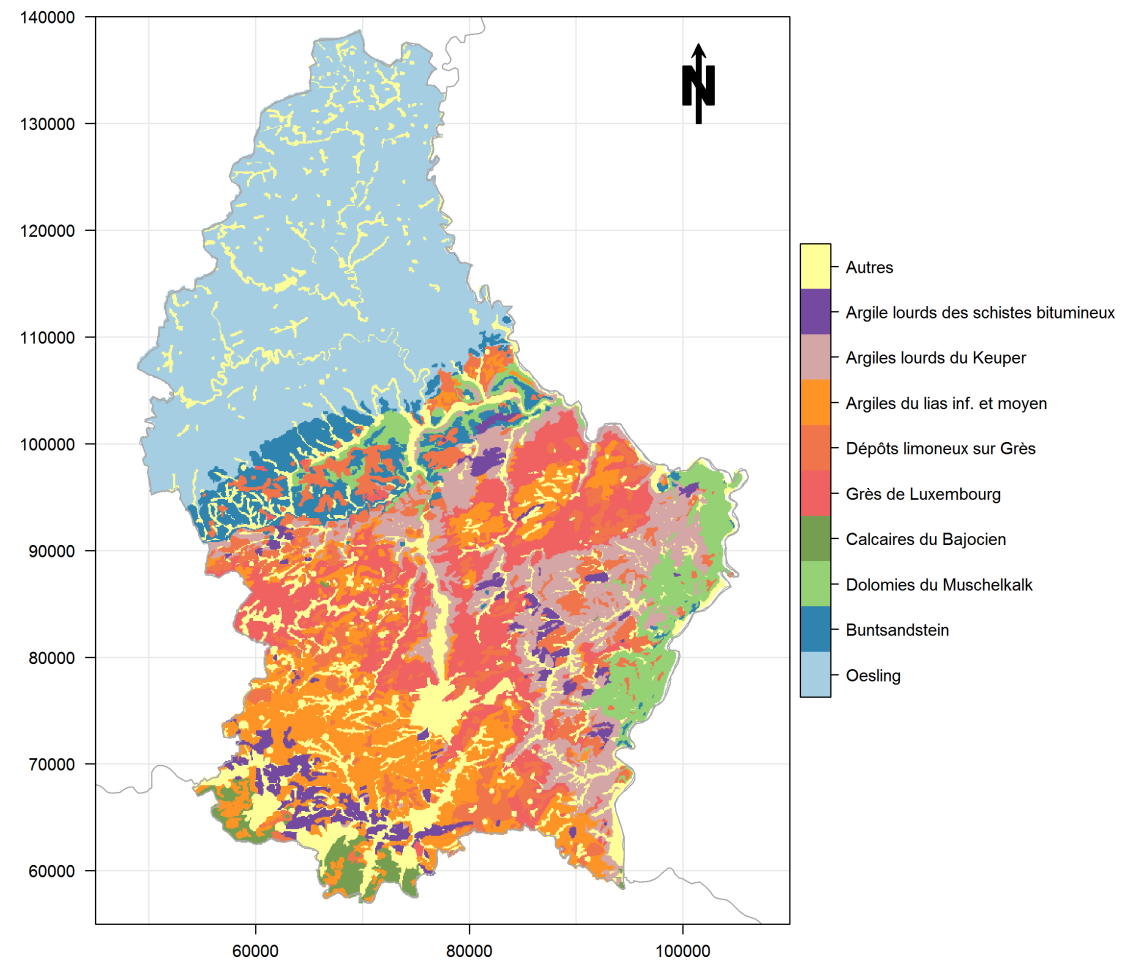 140000
130000
120000
110000
100000
90000
80000
70000
60000
60000
80000
100000
N
Autres
Argile lourds des schistes bitumineux
Argiles lourds du Keuper
Argiles du lias inf. et moyen
Dépôts limoneux sur Grès
Grès de Luxembourg
Calcaires du Bajocien
Dolomies du Muschelkalk
Buntsandstein
Oesling